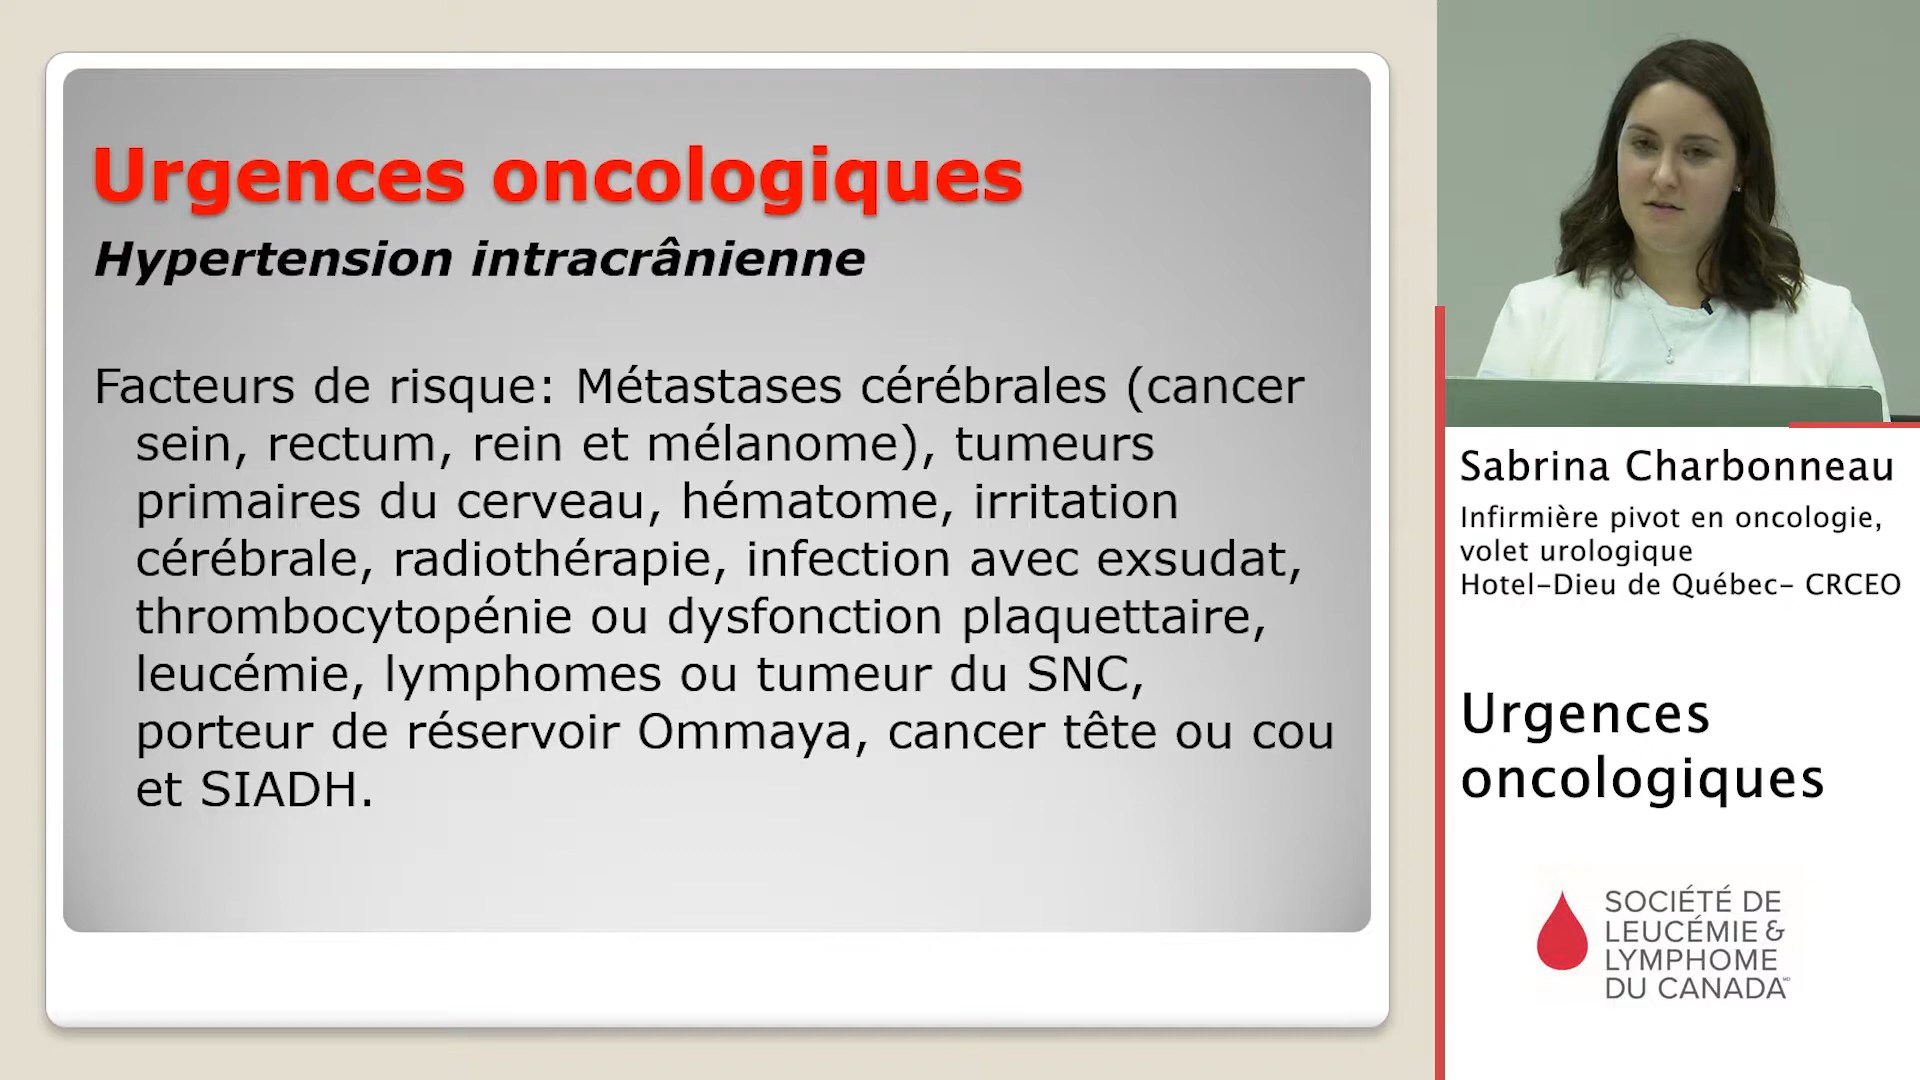 Urgences oncologiques
Hypertension intracrânienne
Facteurs de risque: Métastases cérébrales (cancer
sein, rectum, rein et mélanome), tumeurs
primaires du cerveau, hématome, irritation
cérébrale, radiothérapie, infection avec exsudat,
thrombocytopénie ou dysfonction plaquettaire,
leucémie, lymphomes ou tumeur du SNC,
porteur de réservoir Ommaya, cancer tête ou cou
et SIADH.
Sabrina Charbonneau
Infirmière pivot en oncologie,
volet urologique
Hotel-Dieu de Québec- CRCEO
Urgences
oncologiques
SOCIÉTÉ DE
LEUCÉMIE &
LYMPHOME
DU CANADA MD